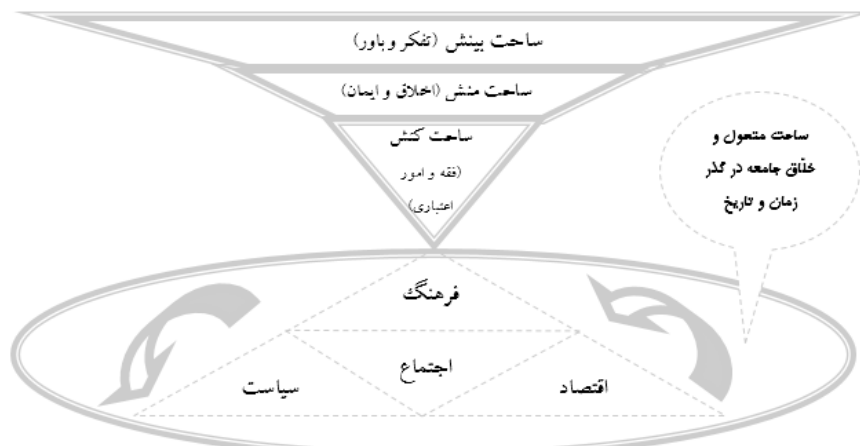 ساحت بینش (تفکر و باور)
ساحت منش (اخلاق و ایمان)
ساحت کنش
(فقه و امور
اعتباری)
ساحت متحول و
خلّاق جامعه در گذر
زمان و تاریخ
فرهنگ
اجتماع
اقتصاد
سیاست